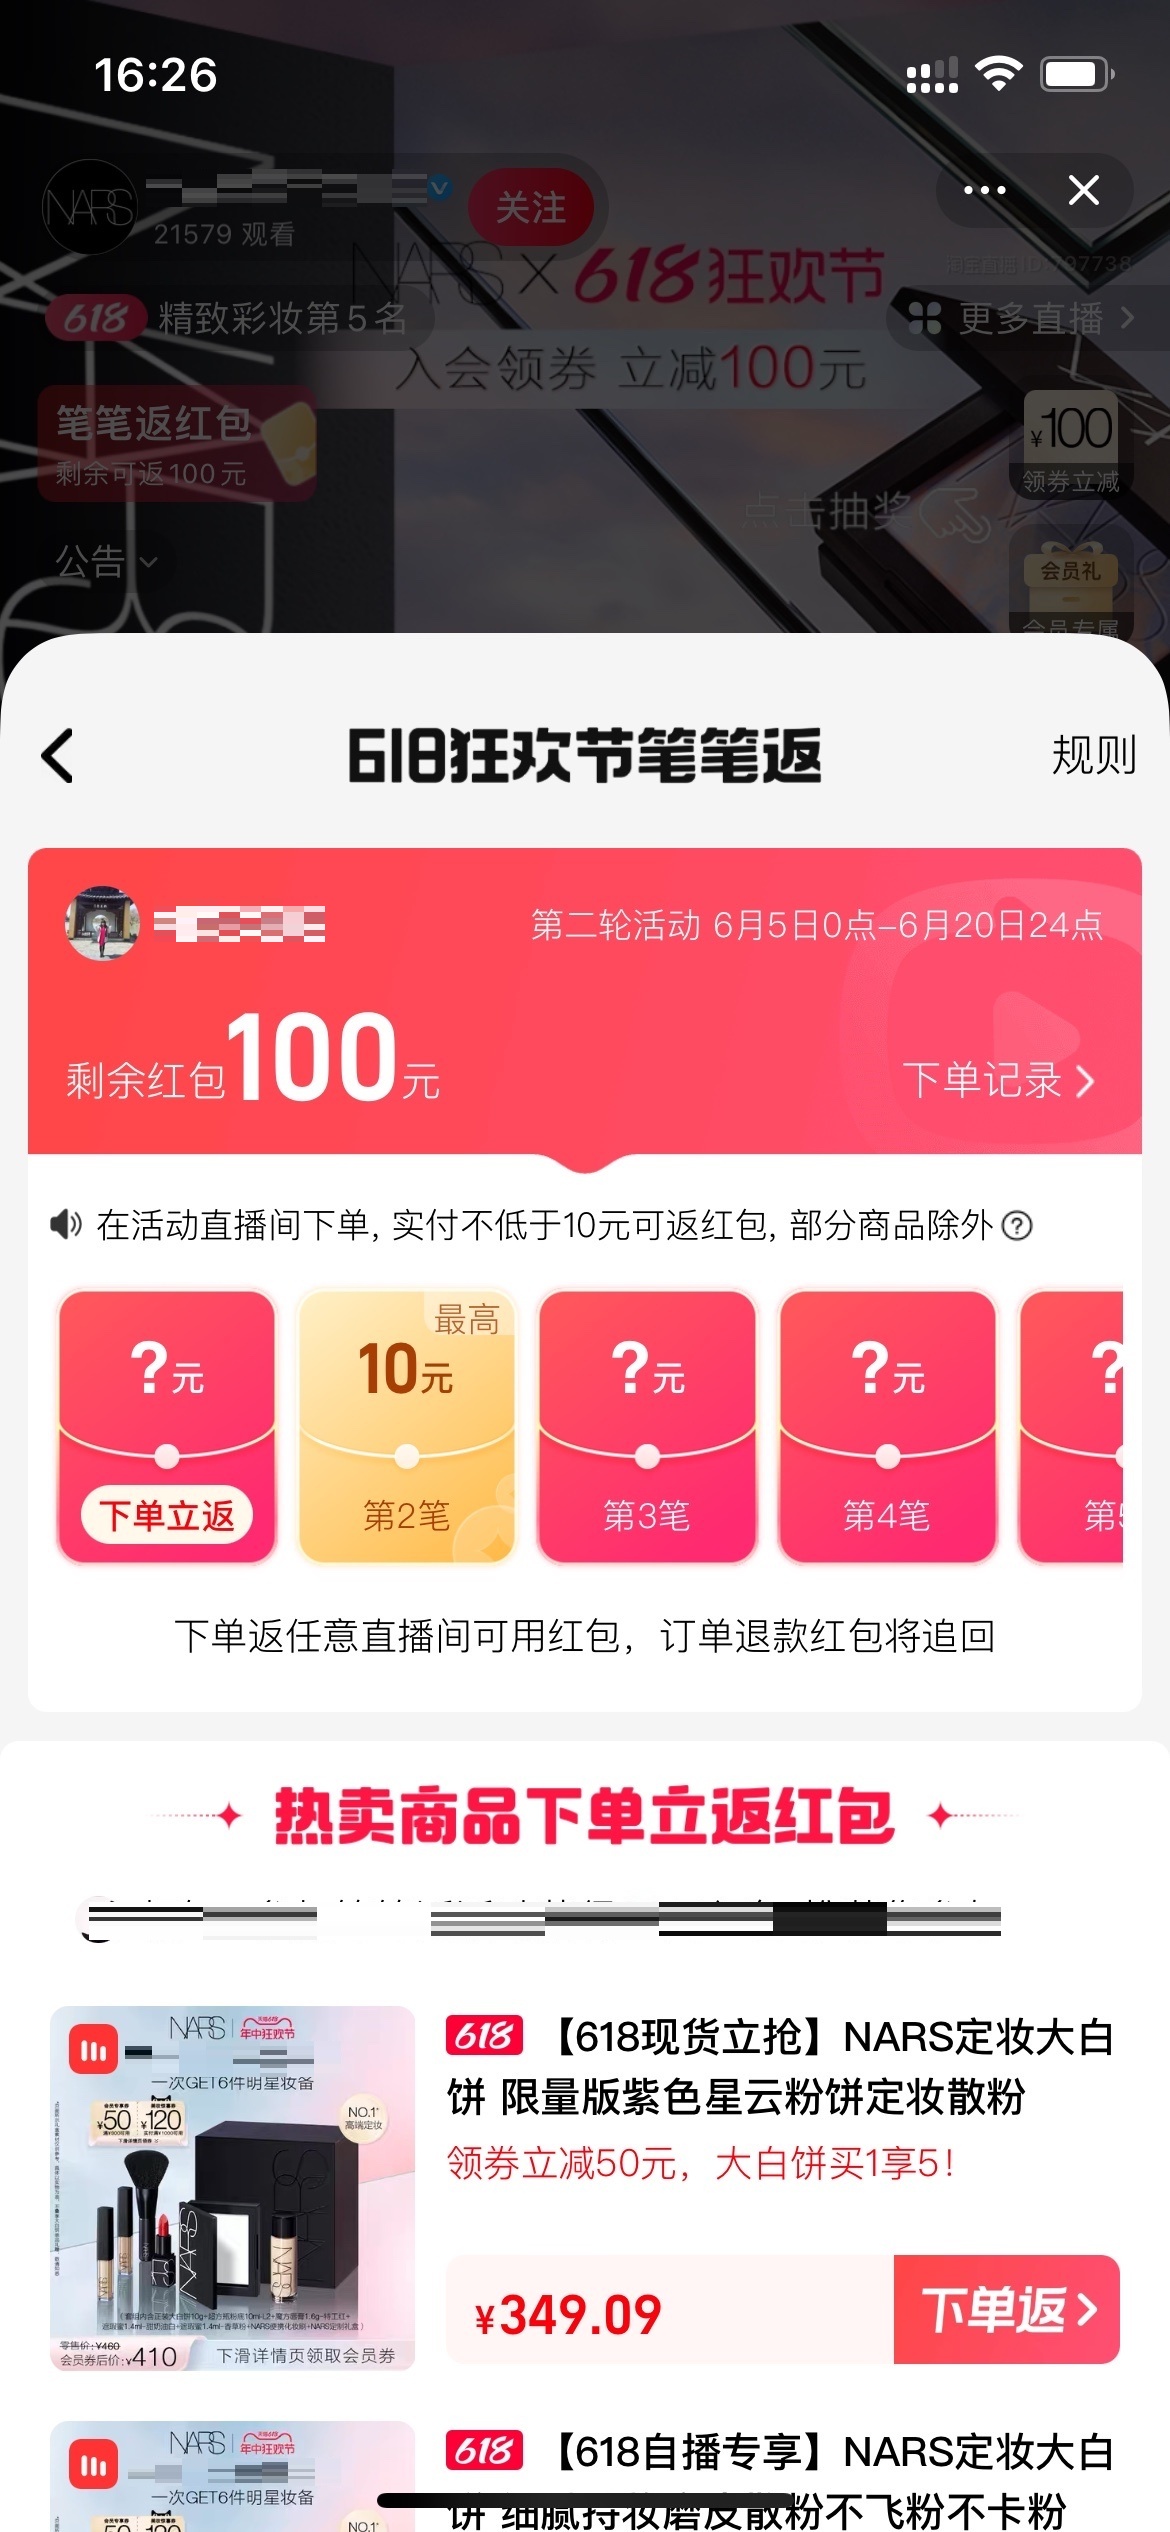 16:26
NARS
21579 观看
关注
NARS×618狂欢节
淘宝直播ID:797738
618 精致彩妆第5名
更多直播
入会领券 立减100元
笔笔返红包
剩余可返100元
¥100
领券立减
点击抽奖
公告
会员礼
会员专属
618狂欢节笔笔返
规则
第二轮活动 6月5日0点-6月20日24点
剩余红包100元
下单记录
在活动直播间下单, 实付不低于10元可返红包, 部分商品除外?
?元
最高
10元
?元
?元
?
下单立返
第2笔
第3笔
第4笔
下单返任意直播间可用红包，订单退款红包将追回
热卖商品下单立返红包
NARS 年中狂欢节
一次GET6件明星妆备
¥50
¥120
NO.1
高端定妆
零售价:¥460
会员券后价:¥410
下滑详情页领取会员券
618 【618现货立抢】NARS定妆大白
饼 限量版紫色星云粉饼定妆散粉
领券立减50元，大白饼买1享5！
¥349.09
下单返
NARS 年中狂欢节
一次GET6件明星妆备
NO.1
618 【618自播专享】NARS定妆大白
饼 细腻持妆磨皮散粉不飞粉不卡粉